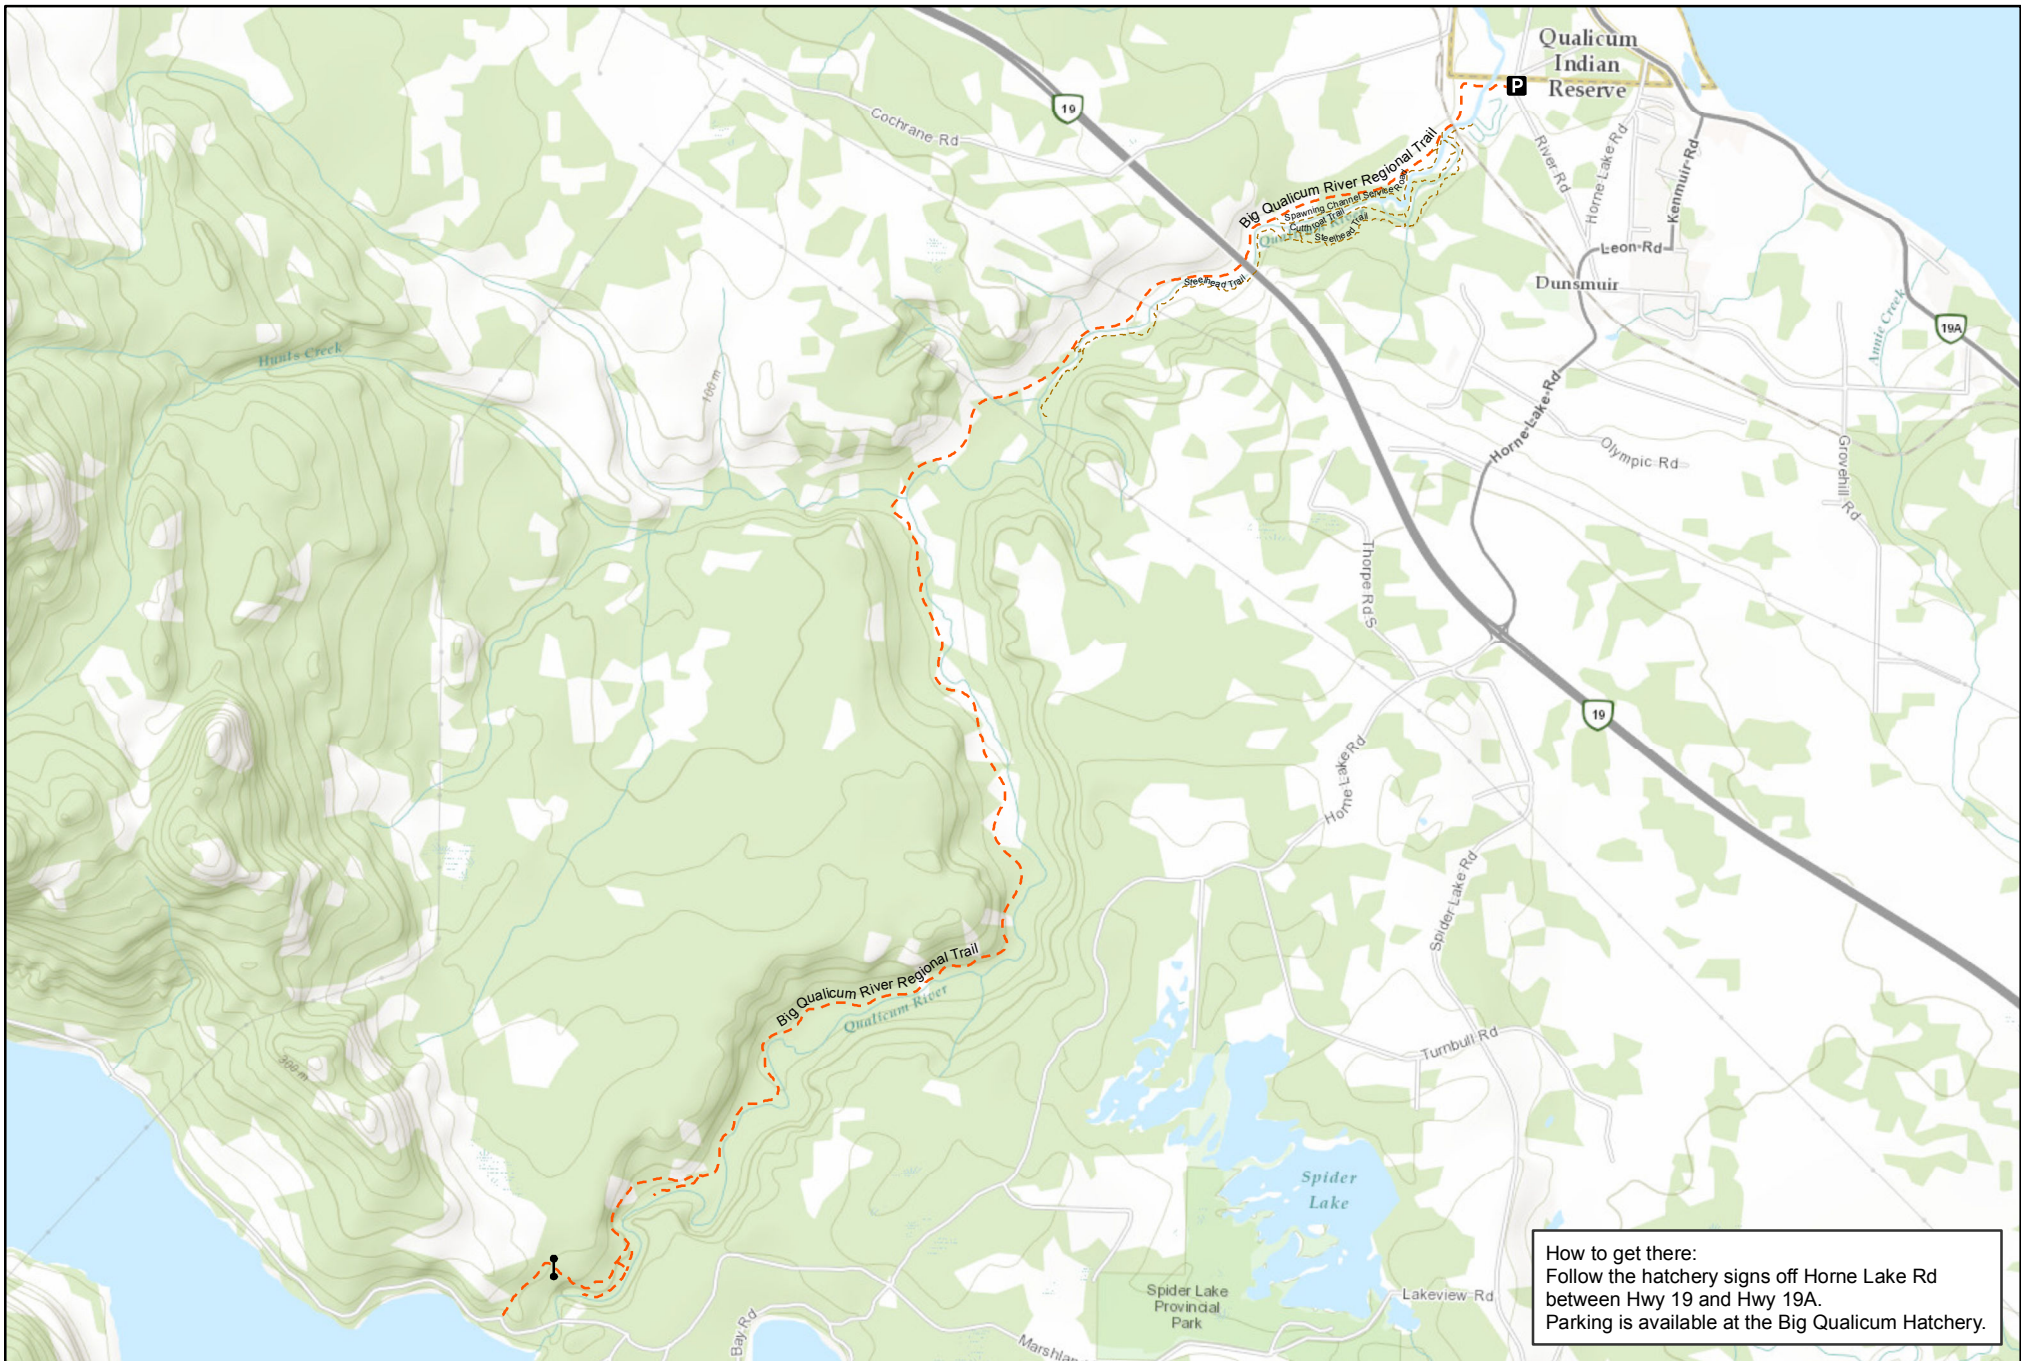 Qualicum
Indian
Reserve
P
19
Cochrane Rd
Big Qualicum River Regional Trail
Spawning Channel Service Road
Cutthroat Trail
Steelhead Trail
Steelhead Trail
River Rd
Horne Lake Rd
Kenmuir Rd
Leon Rd
Dunsmuir
19A
Annie Creek
Hunts Creek
100 m
Horne Lake Rd
Olympic Rd
Grovehill Rd
Thorpe Rd S
19
Horne Lake Rd
Spider Lake Rd
Big Qualicum River Regional Trail
Qualicum River
Turnbull Rd
300 m
Spider
Lake
Spider Lake
Provincial
Park
Lakeview Rd
Bay Rd
How to get there:
Follow the hatchery signs off Horne Lake Rd
between Hwy 19 and Hwy 19A.
Parking is available at the Big Qualicum Hatchery.